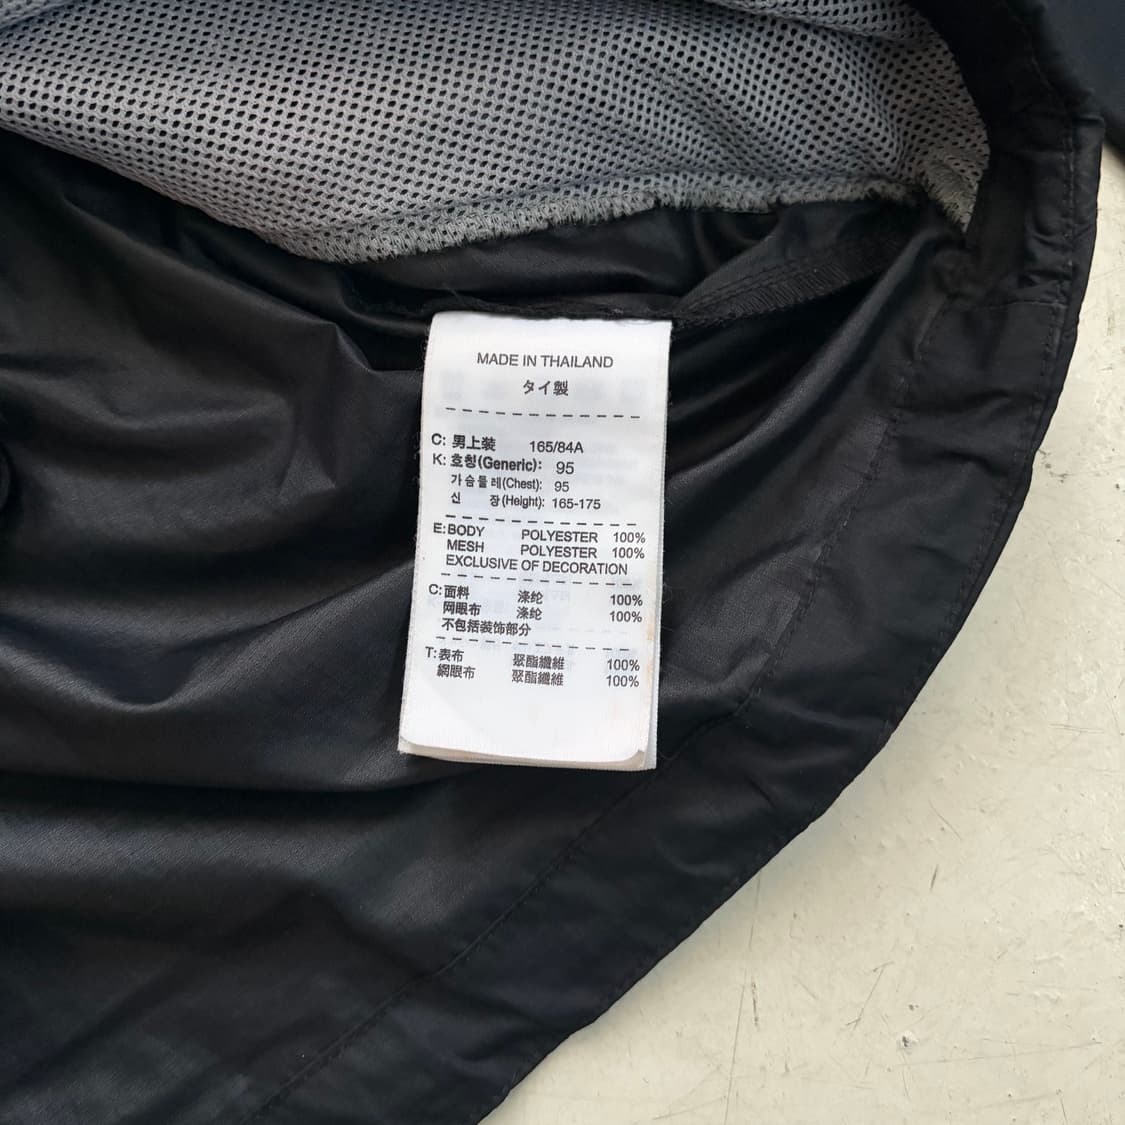 MADE IN THAILAND
タイ製
C: 男上装 165/84A
K: 호칭(Generic): 95
가슴둘레(Chest): 95
신 장(Height): 165-175
E: BODY POLYESTER 100%
MESH POLYESTER 100%
EXCLUSIVE OF DECORATION
C: 面料 涤纶 100%
网眼布 涤纶 100%
不包括装饰部分
T: 表布 聚酯纖維 100%
網眼布 聚酯纖維 100%